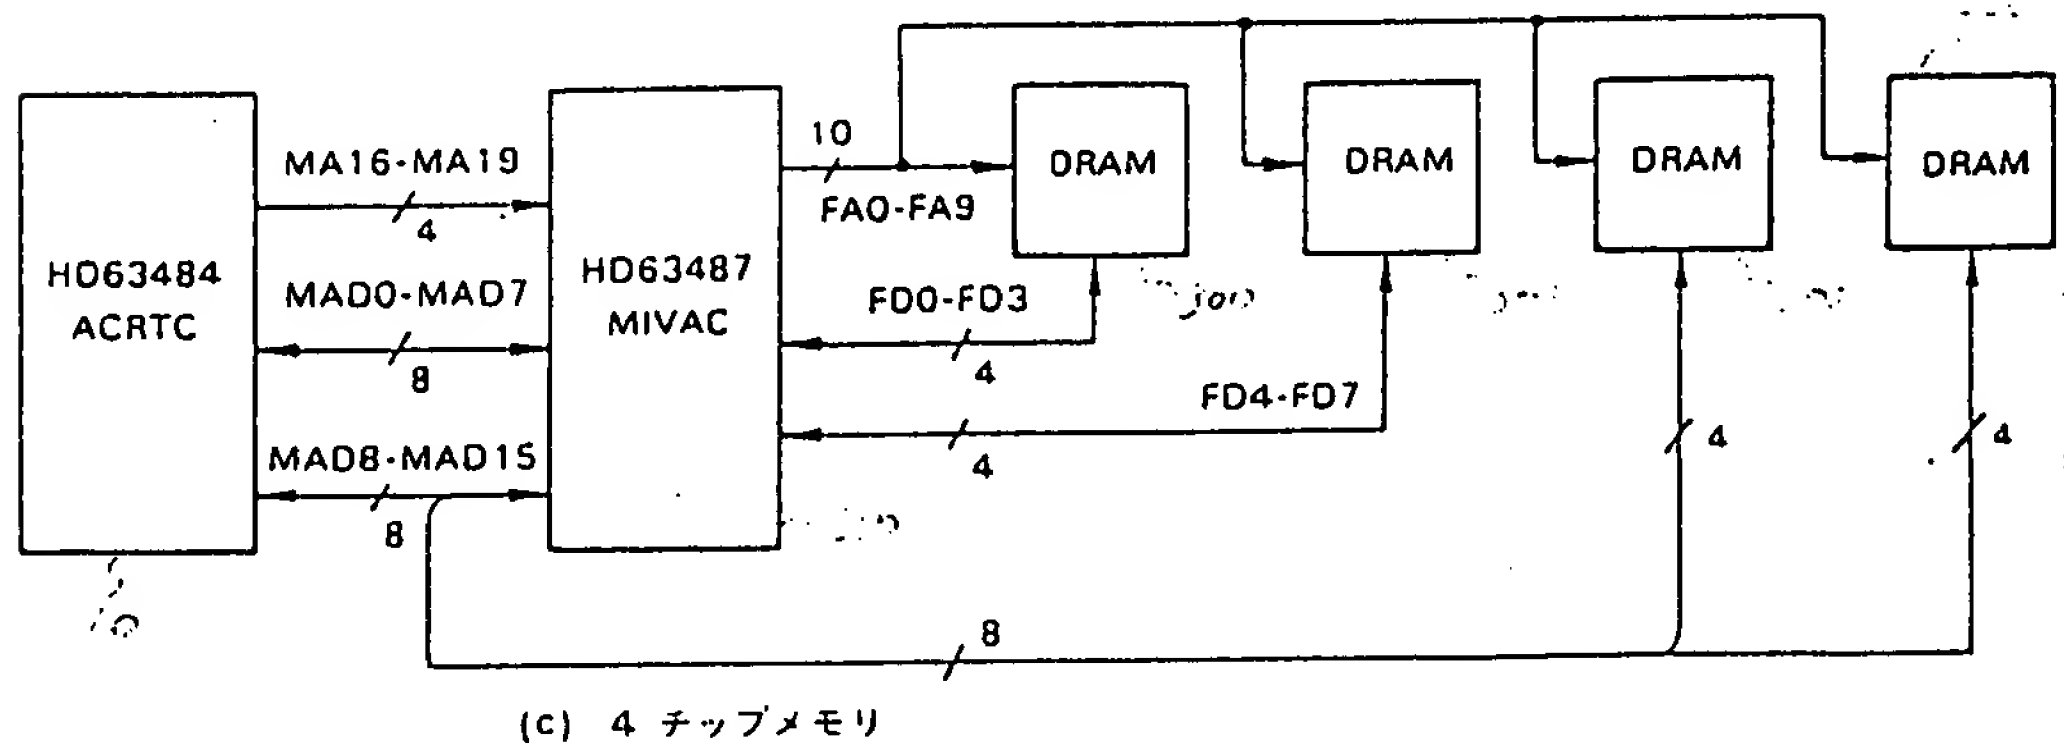 HD63484
ACRTC
MA16-MA19
4
MAD0-MAD7
8
MAD8-MAD15
8
HD63487
MIVAC
10
FA0-FA9
DRAM
DRAM
DRAM
DRAM
FD0-FD3
4
FD4-FD7
4
4
4
8
(c) 4 チップメモリ